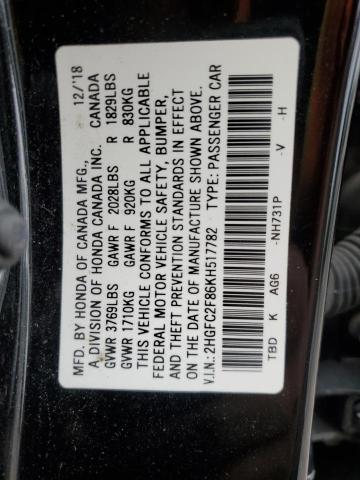 MFD. BY HONDA OF CANADA MFG., 12/'18
A DIVISION OF HONDA CANADA INC. CANADA
GVWR 3769LBS GAWR F 2028LBS R 1829LBS
GVWR 1710KG GAWR F 920KG R 830KG
THIS VEHICLE CONFORMS TO ALL APPLICABLE
FEDERAL MOTOR VEHICLE SAFETY, BUMPER,
AND THEFT PREVENTION STANDARDS IN EFFECT
ON THE DATE OF MANUFACTURE SHOWN ABOVE.
V.I.N.: 2HGFC2F86KH517782 TYPE: PASSENGER CAR
TBD K AG6 -NH731P -V -H